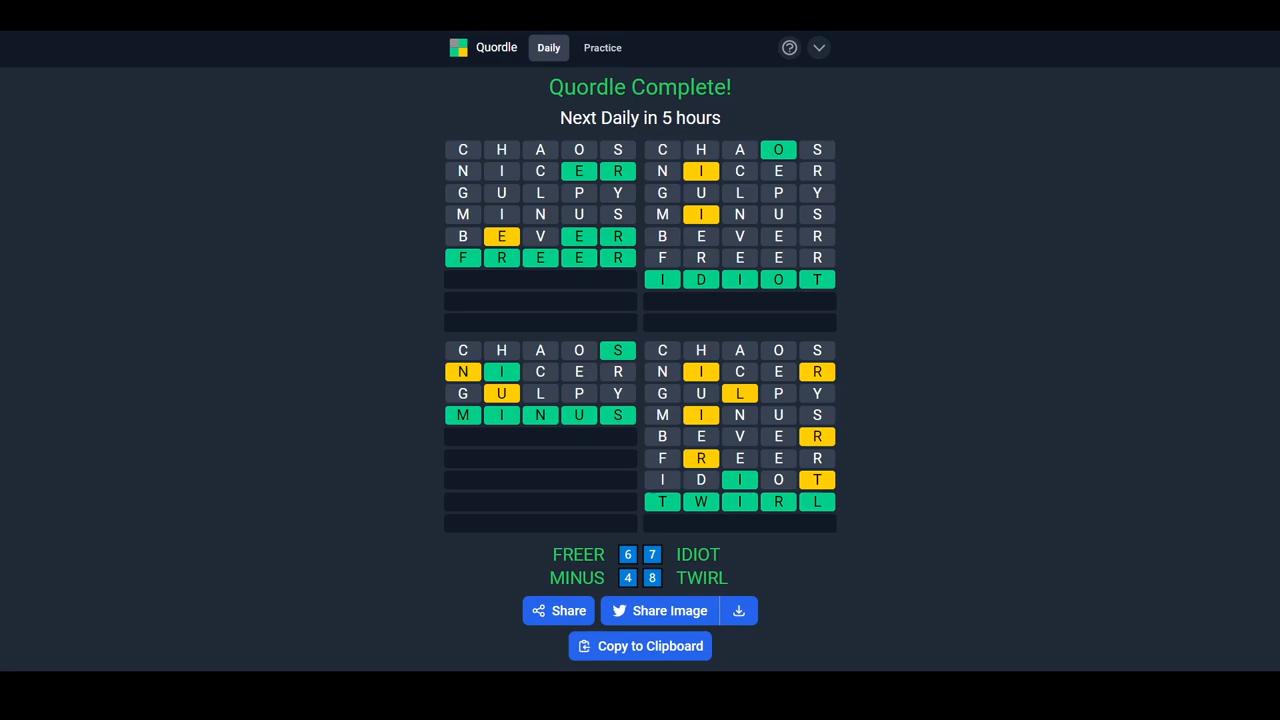 Quordle Daily Practice
Quordle Complete!
Next Daily in 5 hours
C H A O S
N I C E R
G U L P Y
M I N U S
B E V E R
F R E E R
C H A O S
N I C E R
G U L P Y
M I N U S
B E V E R
F R E E R
I D I O T
C H A O S
N I C E R
G U L P Y
M I N U S
C H A O S
N I C E R
G U L P Y
M I N U S
B E V E R
F R E E R
I D I O T
T W I R L
FREER 6 7 IDIOT
MINUS 4 8 TWIRL
Share Share Image
Copy to Clipboard